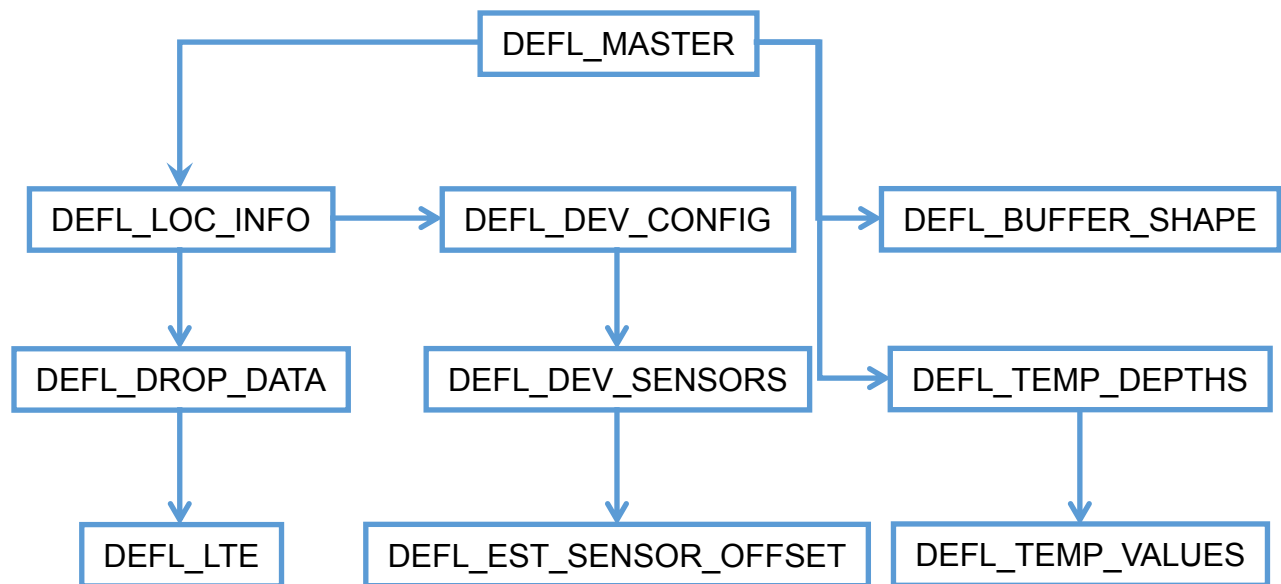 DEFL_MASTER
DEFL_LOC_INFO
DEFL_DEV_CONFIG
DEFL_BUFFER_SHAPE
DEFL_DROP_DATA
DEFL_DEV_SENSORS
DEFL_TEMP_DEPTHS
DEFL_LTE
DEFL_EST_SENSOR_OFFSET
DEFL_TEMP_VALUES